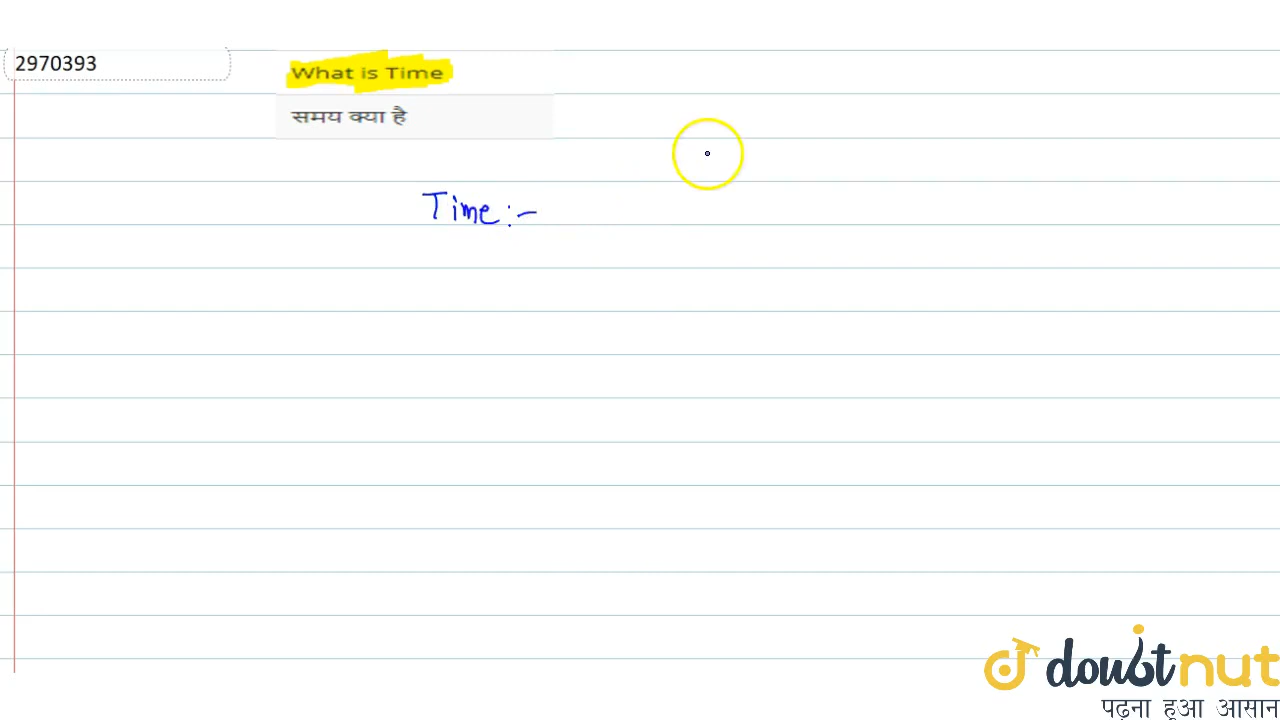 2970393
What is Time
समय क्या है
Time:-
doubtnut
पढ़ना हुआ आसान